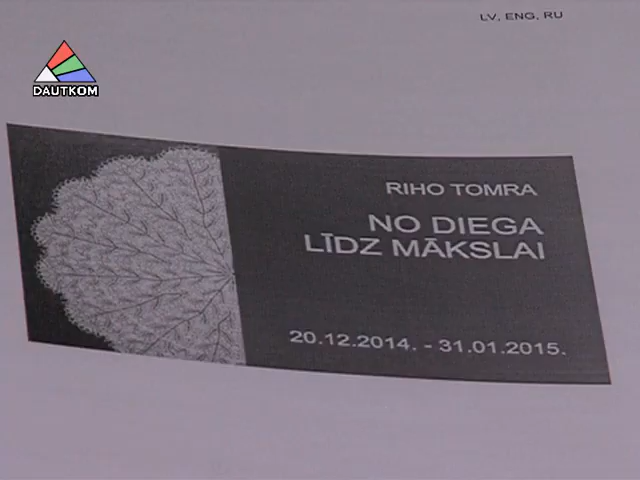 LV, ENG, RU
DAUTKOM
RIHO TOMRA
NO DIEGA
LĪDZ MĀKSLAI
20.12.2014. - 31.01.2015.